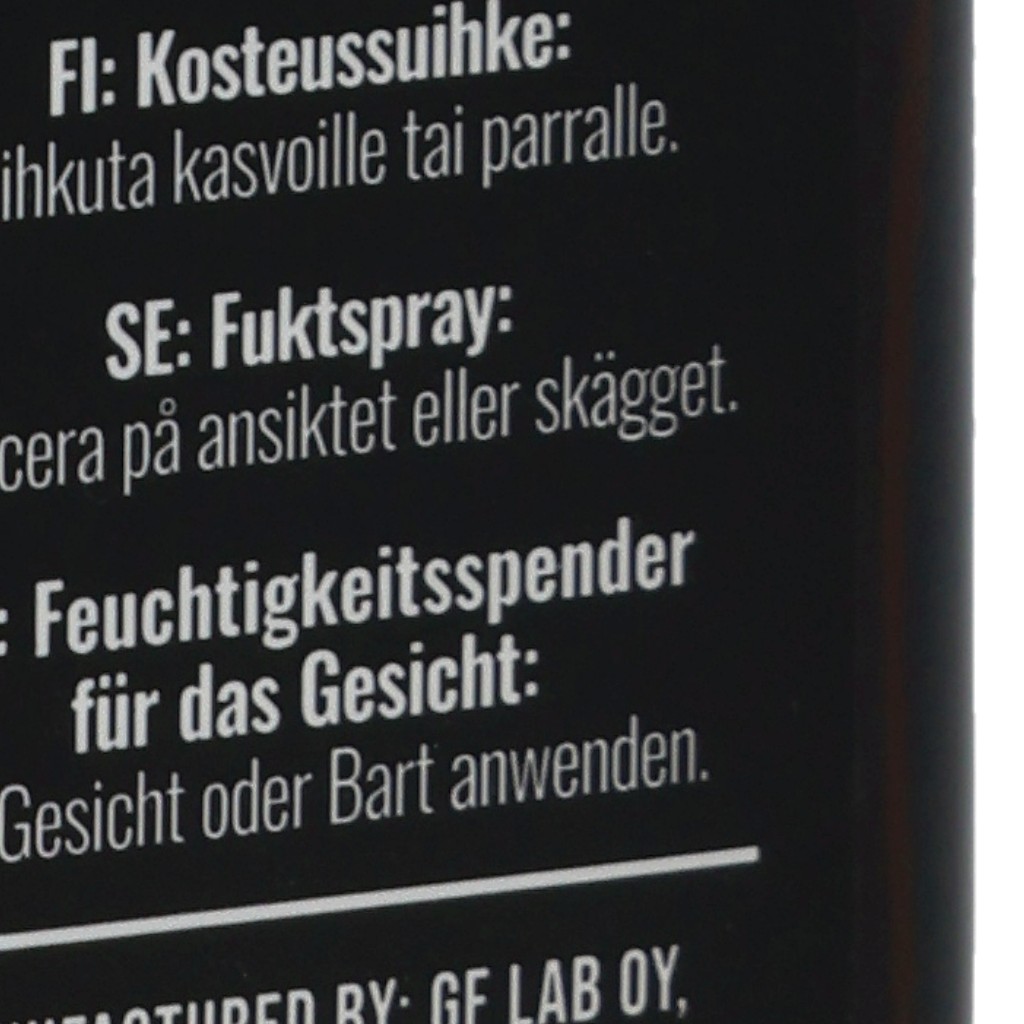 FI: Kosteussuihke:
ihkuta kasvoille tai parralle.
SE: Fuktspray:
cera på ansiktet eller skägget.
: Feuchtigkeitsspender
für das Gesicht:
Gesicht oder Bart anwenden.
BY: GF LAB OY,